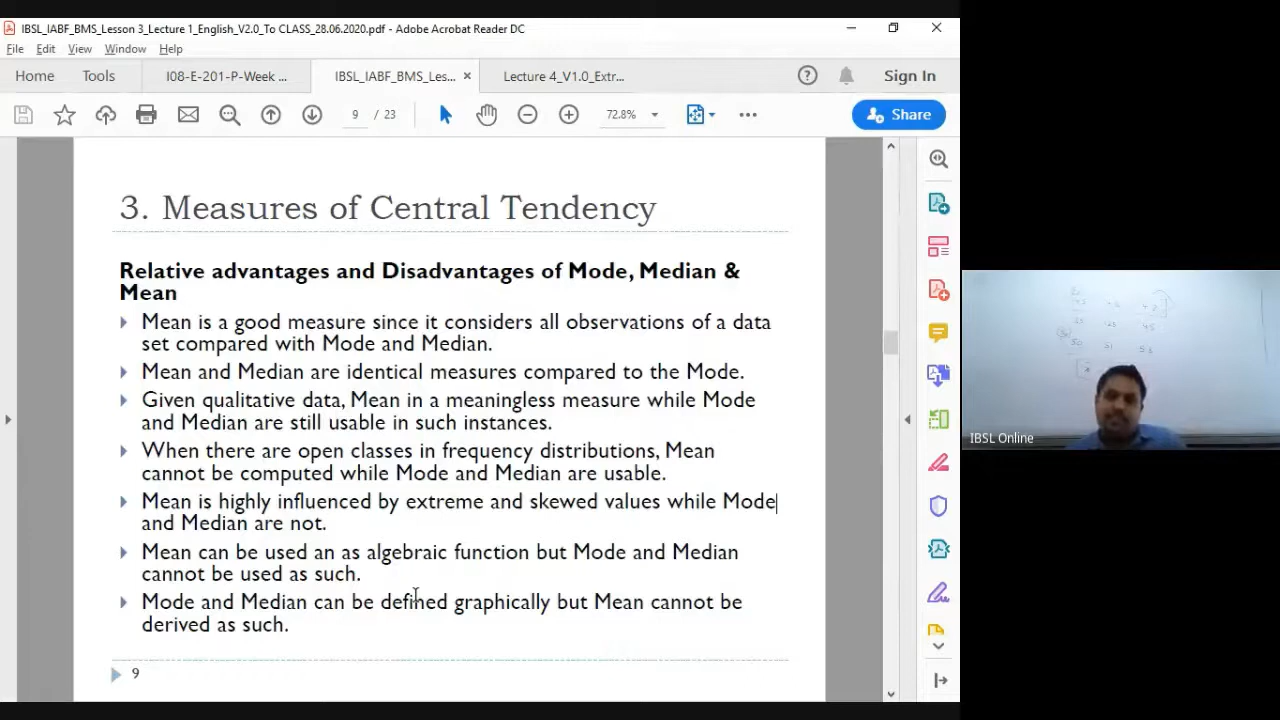 IBSL_IABF_BMS_Lesson 3_Lecture 1_English_V2.0_To CLASS_28.06.2020.pdf - Adobe Acrobat Reader DC
File Edit View Window Help
Home Tools I08-E-201-P-Week ... IBSL_IABF_BMS_Les... × Lecture 4_V1.0_Extr... Sign In
9 / 23 72.8% Share
3. Measures of Central Tendency
Relative advantages and Disadvantages of Mode, Median &
Mean
Mean is a good measure since it considers all observations of a data
set compared with Mode and Median.
Mean and Median are identical measures compared to the Mode.
Given qualitative data, Mean in a meaningless measure while Mode
and Median are still usable in such instances.
When there are open classes in frequency distributions, Mean
cannot be computed while Mode and Median are usable.
Mean is highly influenced by extreme and skewed values while Mode
and Median are not.
Mean can be used an as algebraic function but Mode and Median
cannot be used as such.
Mode and Median can be defined graphically but Mean cannot be
derived as such.
9
IBSL Online